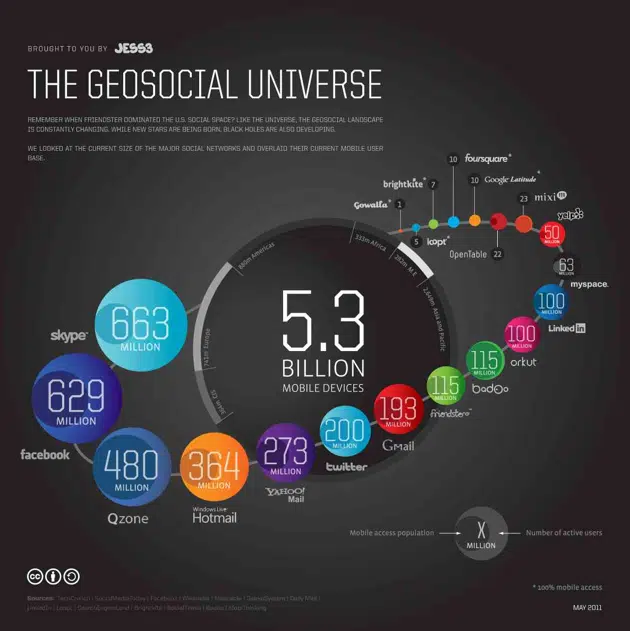 BROUGHT TO YOU BY JESS3
THE GEOSOCIAL UNIVERSE
REMEMBER WHEN FRIENDSTER DOMINATED THE U.S. SOCIAL SPACE? LIKE THE UNIVERSE, THE GEOSOCIAL LANDSCAPE
IS CONSTANTLY CHANGING. WHILE NEW STARS ARE BEING BORN, BLACK HOLES ARE ALSO DEVELOPING.
WE LOOKED AT THE CURRENT SIZE OF THE MAJOR SOCIAL NETWORKS AND OVERLAID THEIR CURRENT MOBILE USER
BASE.
10 foursquare*
10 Google Latitude*
brightkite* 7
23 mixi
Gowalla* 1
yelp*
5 loopt*
50
MILLION
OpenTable 22
63
MILLION
myspace.
333m Africa
Americas
M.E
Asia and Pacific
Europe
CIS
5.3
BILLION
MOBILE DEVICES
100
MILLION
LinkedIn
663
MILLION
skype
100
MILLION
orkut
115
MILLION
badoo
629
MILLION
facebook
115
MILLION
friendster
193
MILLION
Gmail
200
MILLION
twitter
273
MILLION
YAHOO!
Mail
364
MILLION
Windows Live
Hotmail
480
MILLION
Qzone
Mobile access population
X
MILLION
Number of active users
* 100% mobile access
cc
Sources:
MAY 2011